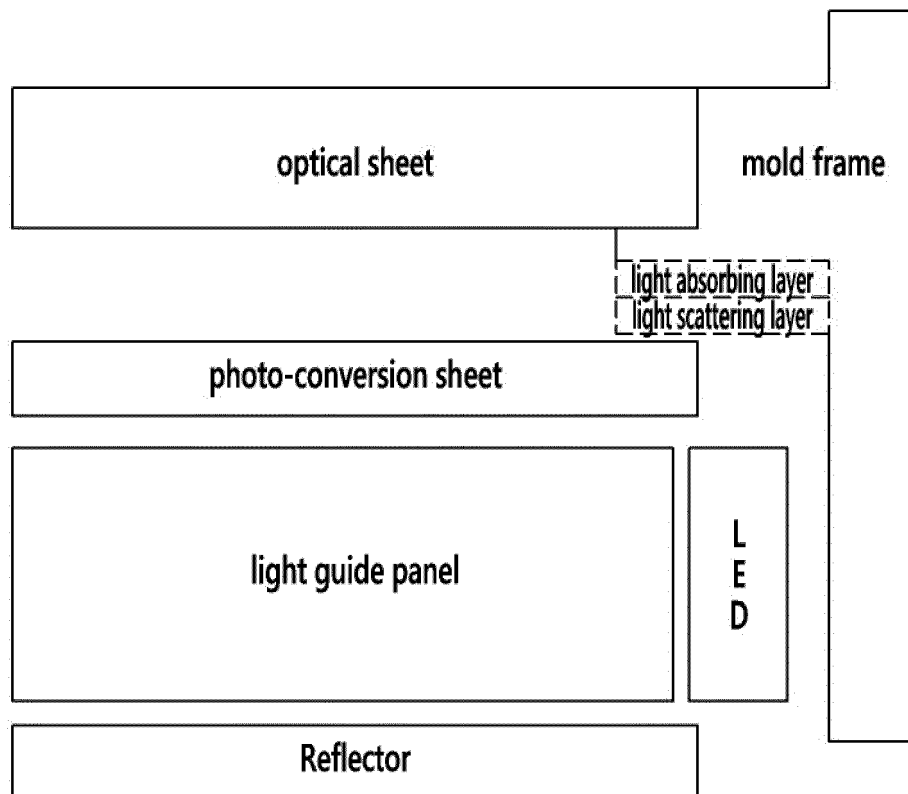 optical sheet
mold frame
light absorbing layer
light scattering layer
photo-conversion sheet
light guide panel
L
E
D
Reflector